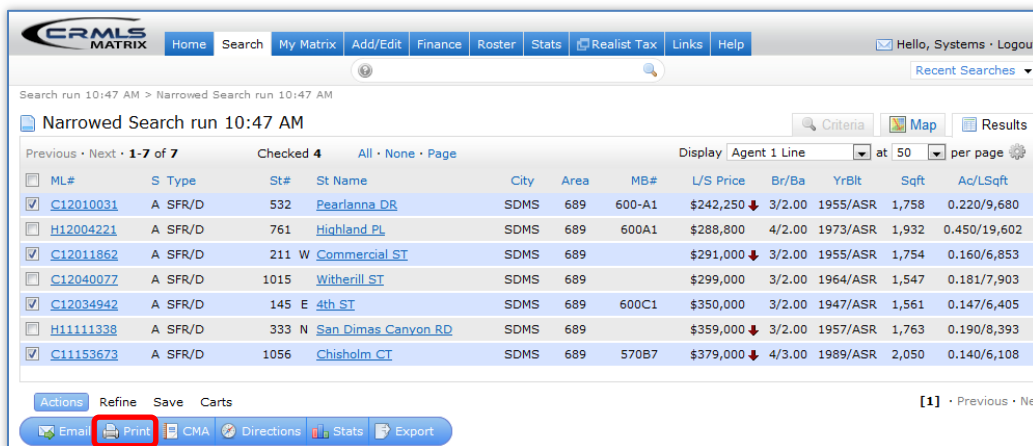 CRMLS
MATRIX
Home Search My Matrix Add/Edit Finance Roster Stats Realist Tax Links Help Hello, Systems · Logou
Recent Searches
Search run 10:47 AM > Narrowed Search run 10:47 AM
Narrowed Search run 10:47 AM Criteria Map Results
Previous · Next · 1-7 of 7 Checked 4 All · None · Page Display Agent 1 Line at 50 per page
ML# S Type St# St Name City Area MB# L/S Price Br/Ba YrBlt Sqft Ac/LSqft
C12010031 A SFR/D 532 Pearlanna DR SDMS 689 600-A1 $242,250 3/2.00 1955/ASR 1,758 0.220/9,680
H12004221 A SFR/D 761 Highland PL SDMS 689 600A1 $288,800 4/2.00 1973/ASR 1,932 0.450/19,602
C12011862 A SFR/D 211 W Commercial ST SDMS 689 $291,000 3/2.00 1955/ASR 1,754 0.160/6,853
C12040077 A SFR/D 1015 Witherill ST SDMS 689 $299,000 3/2.00 1964/ASR 1,547 0.181/7,903
C12034942 A SFR/D 145 E 4th ST SDMS 689 600C1 $350,000 3/2.00 1947/ASR 1,561 0.147/6,405
H11111338 A SFR/D 333 N San Dimas Canyon RD SDMS 689 $359,000 3/2.00 1957/ASR 1,763 0.190/8,393
C11153673 A SFR/D 1056 Chisholm CT SDMS 689 570B7 $379,000 4/3.00 1989/ASR 2,050 0.140/6,108
Actions Refine Save Carts [1] · Previous · Ne
Email Print CMA Directions Stats Export